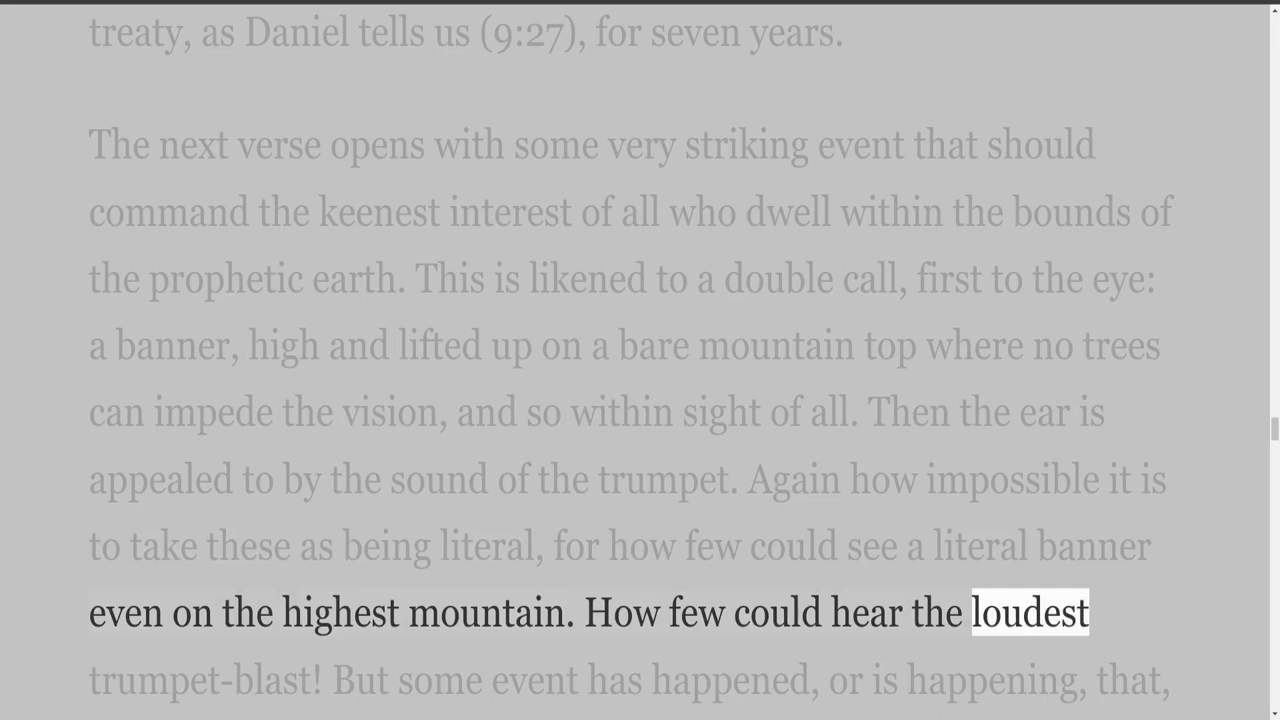 treaty, as Daniel tells us (9:27), for seven years.
The next verse opens with some very striking event that should
command the keenest interest of all who dwell within the bounds of
the prophetic earth. This is likened to a double call, first to the eye:
a banner, high and lifted up on a bare mountain top where no trees
can impede the vision, and so within sight of all. Then the ear is
appealed to by the sound of the trumpet. Again how impossible it is
to take these as being literal, for how few could see a literal banner
even on the highest mountain. How few could hear the loudest
trumpet-blast! But some event has happened, or is happening, that,